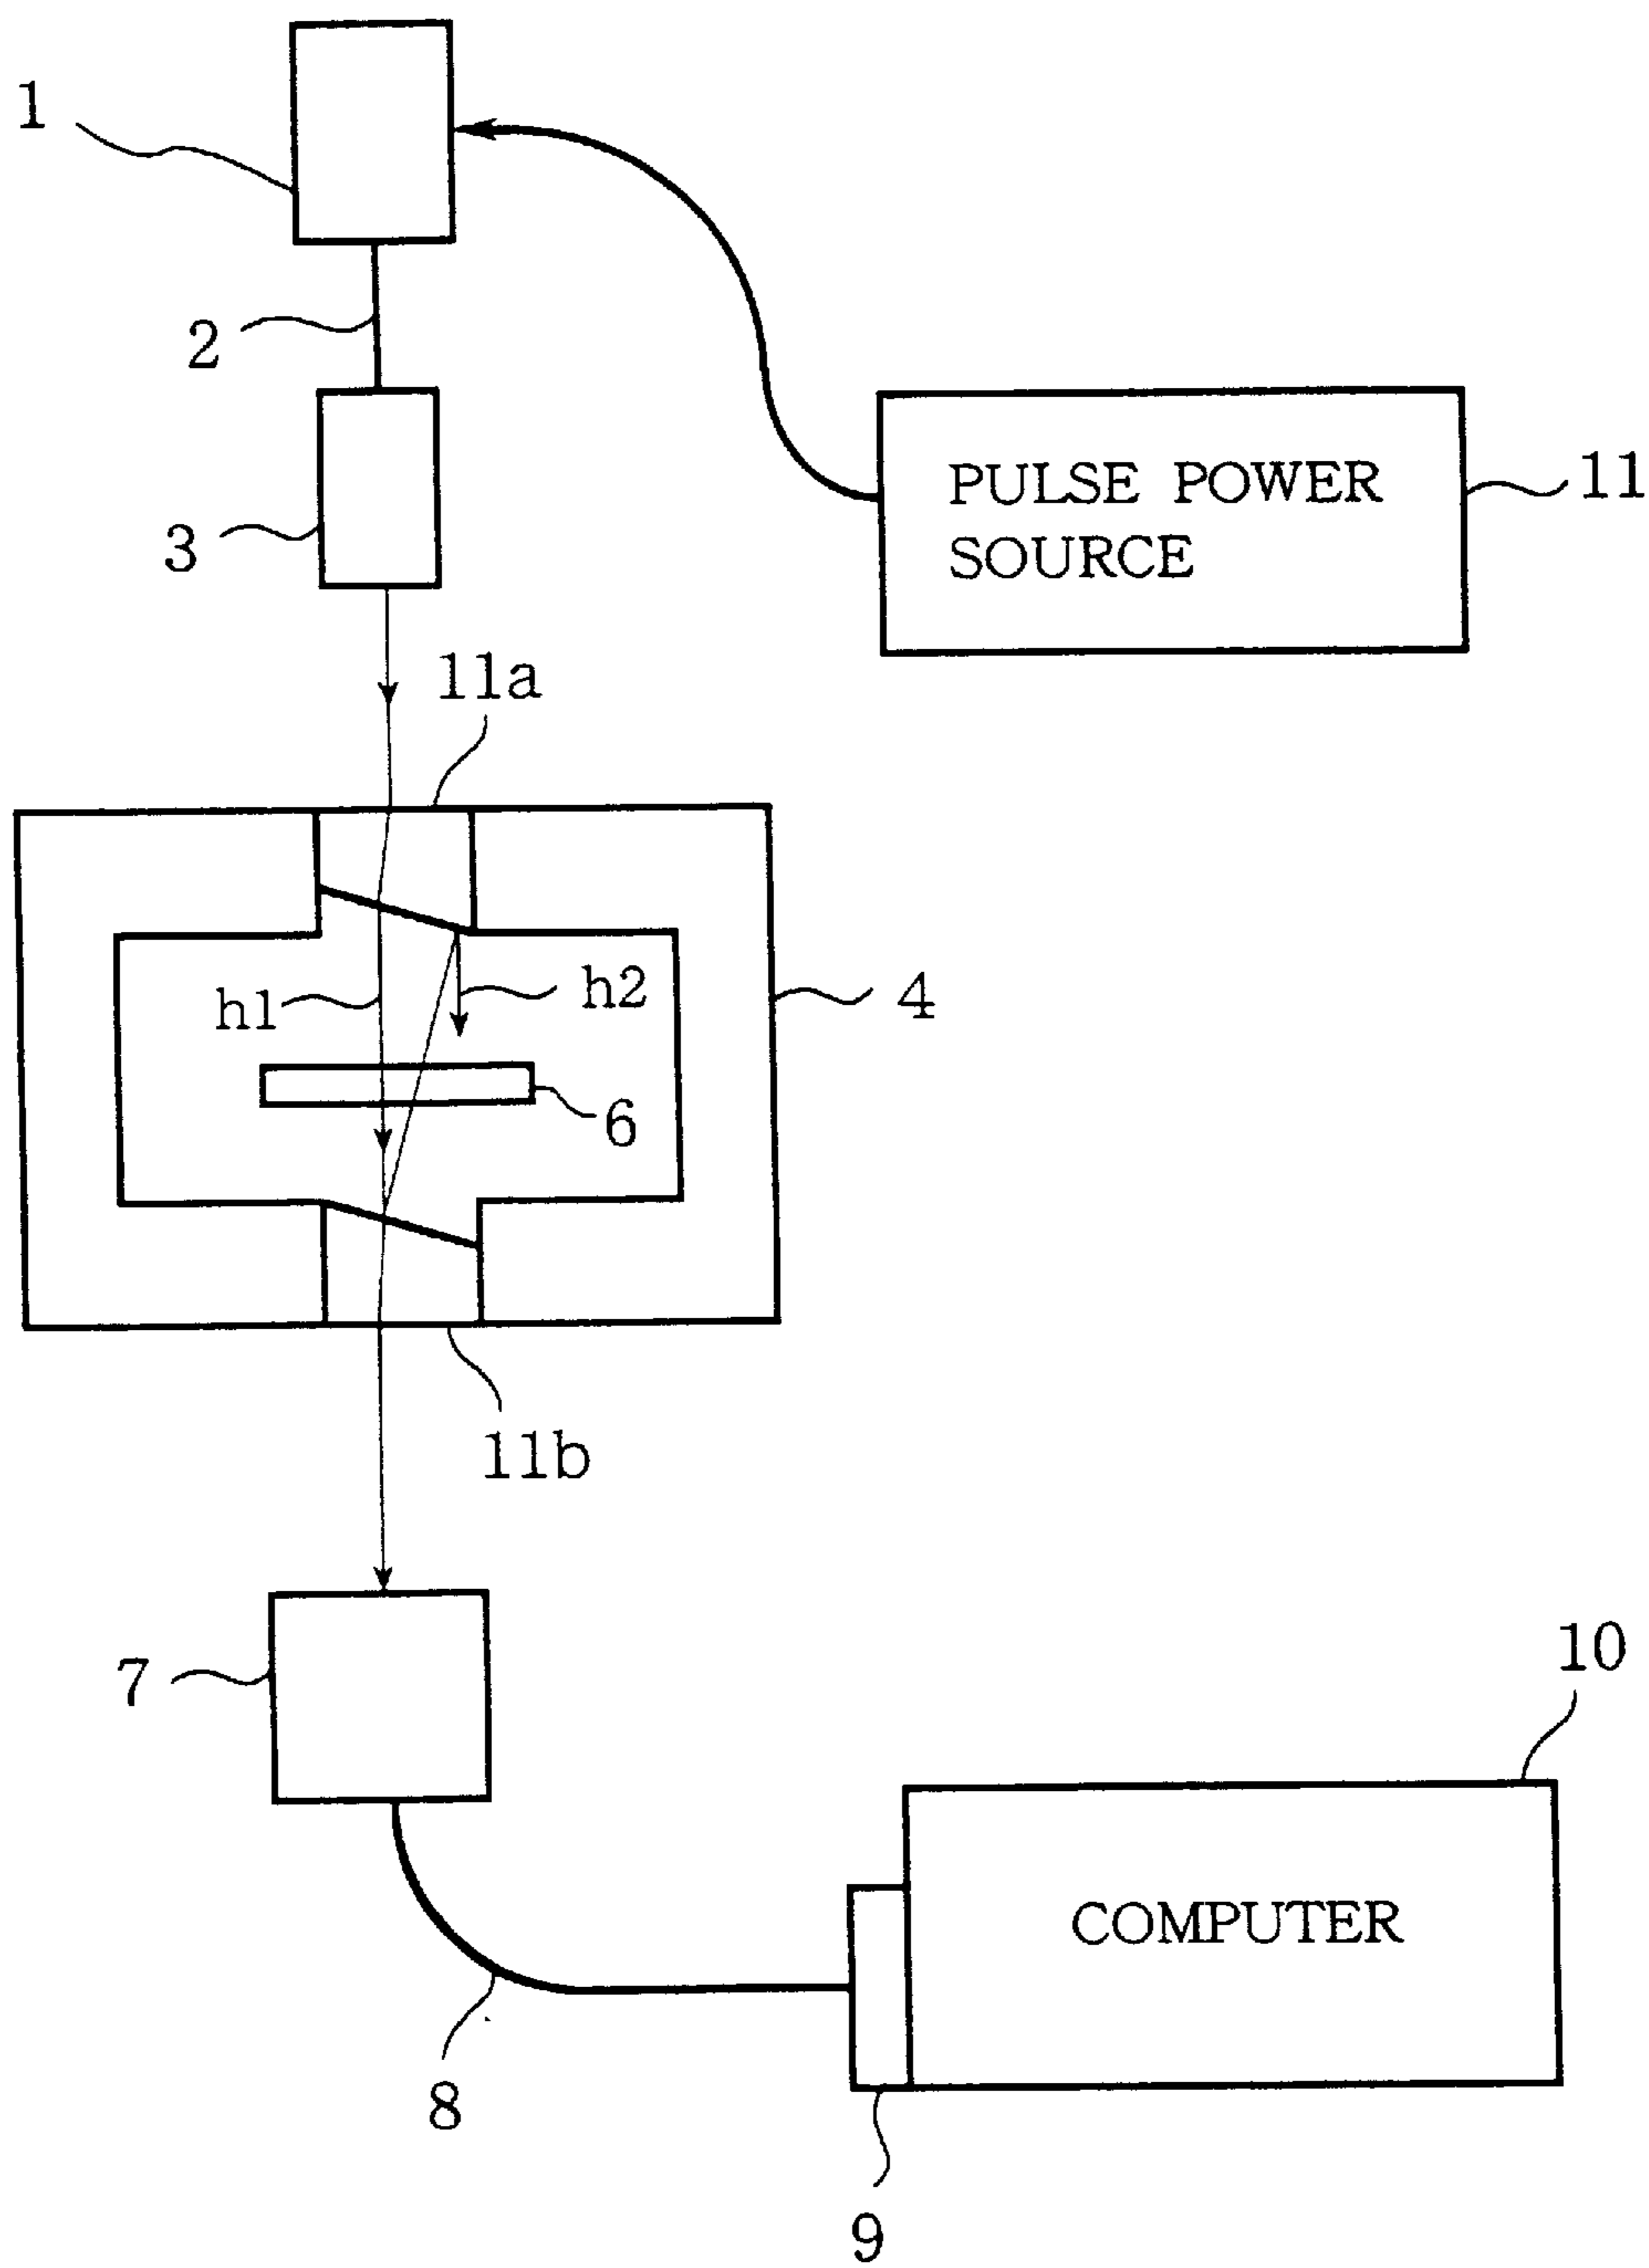 1
2
3
PULSE POWER
SOURCE
11
11a
h1
h2
4
6
11b
7
10
COMPUTER
8
9